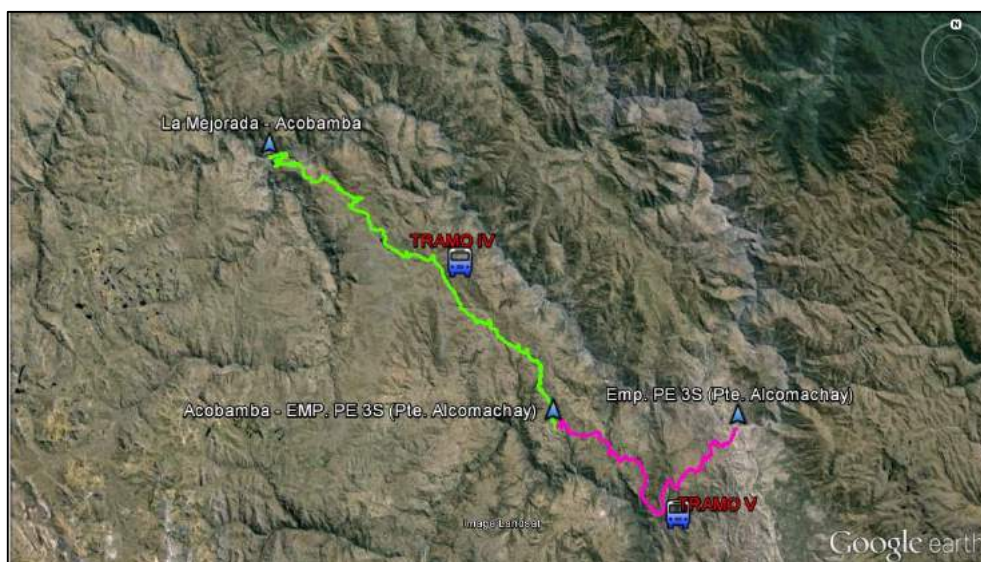 N
La Mejorada - Acobamba
TRAMO IV
Acobamba - EMP. PE 3S (Pte. Alcomachay)
Emp. PE 3S (Pte. Alcomachay)
TRAMO V
Image Landsat
Google earth